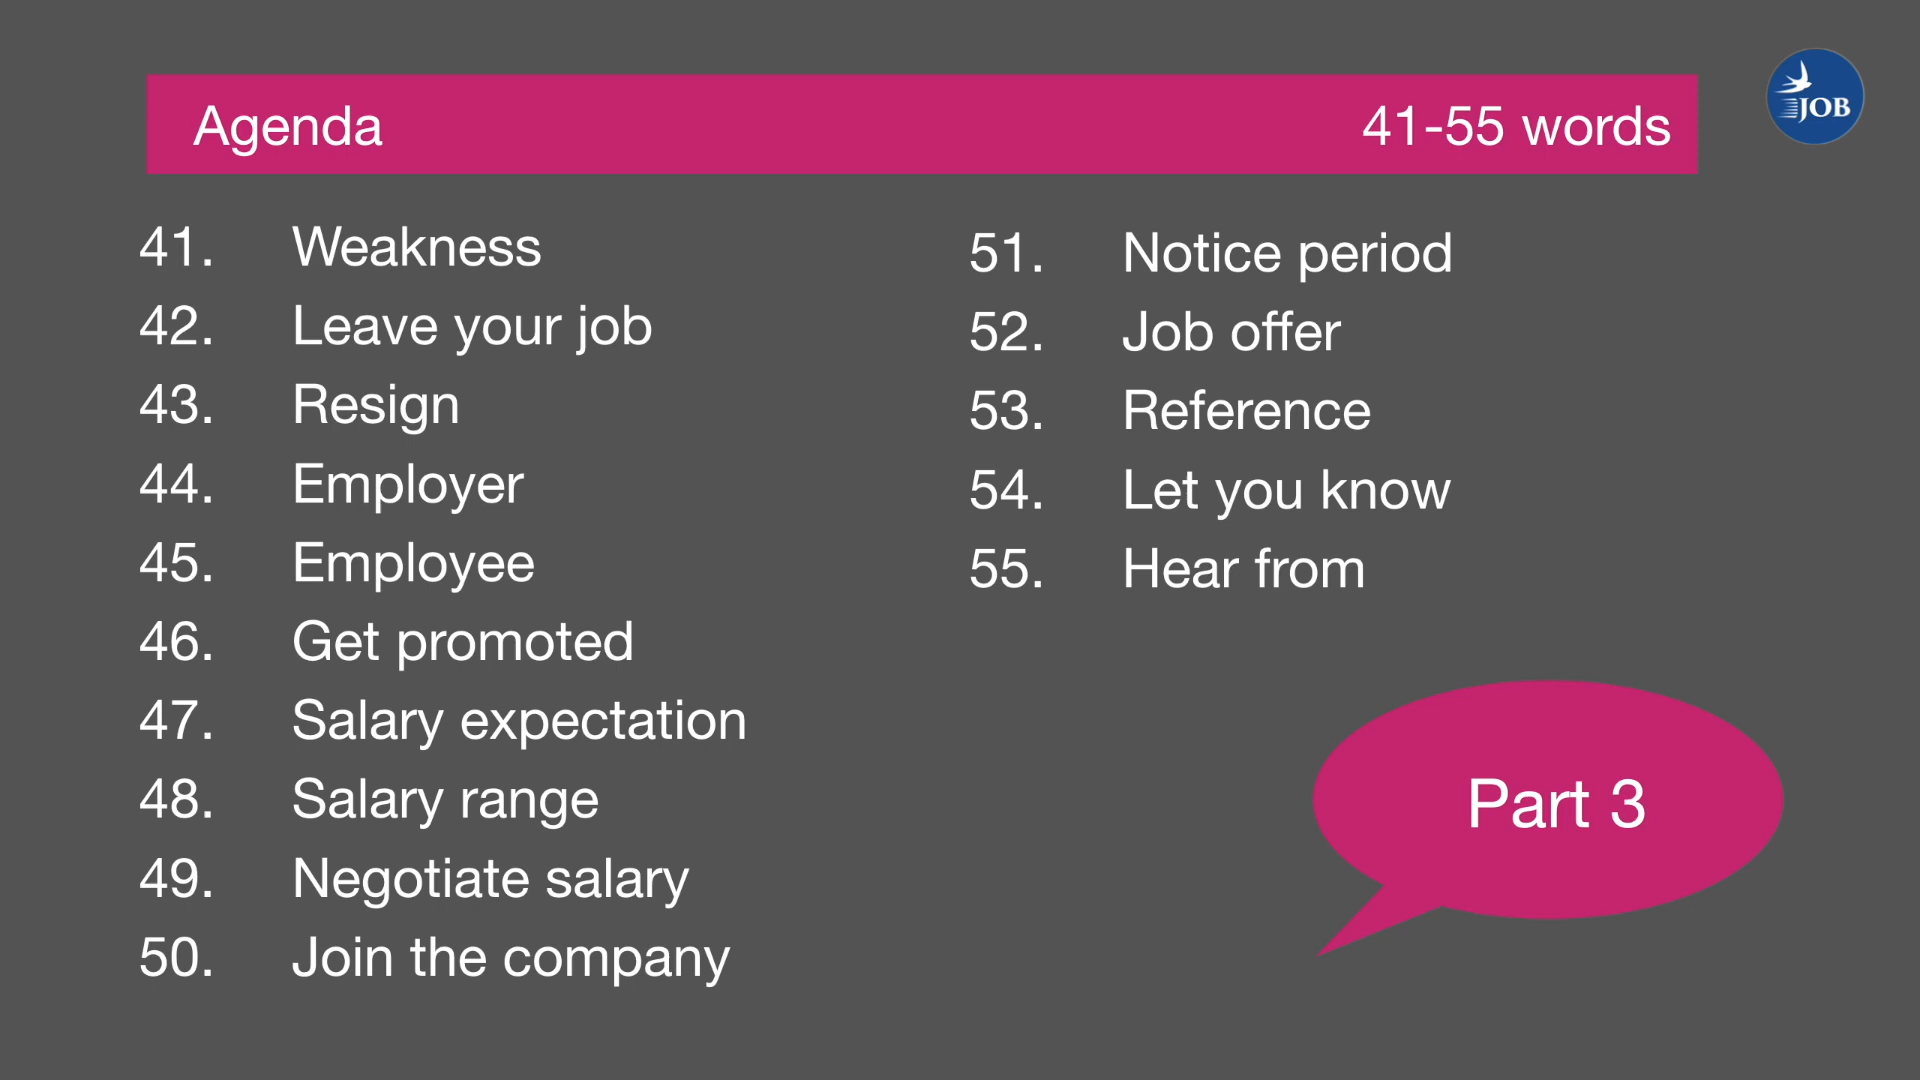 Agenda 41-55 words
JOB
41. Weakness
42. Leave your job
43. Resign
44. Employer
45. Employee
46. Get promoted
47. Salary expectation
48. Salary range
49. Negotiate salary
50. Join the company
51. Notice period
52. Job offer
53. Reference
54. Let you know
55. Hear from
Part 3